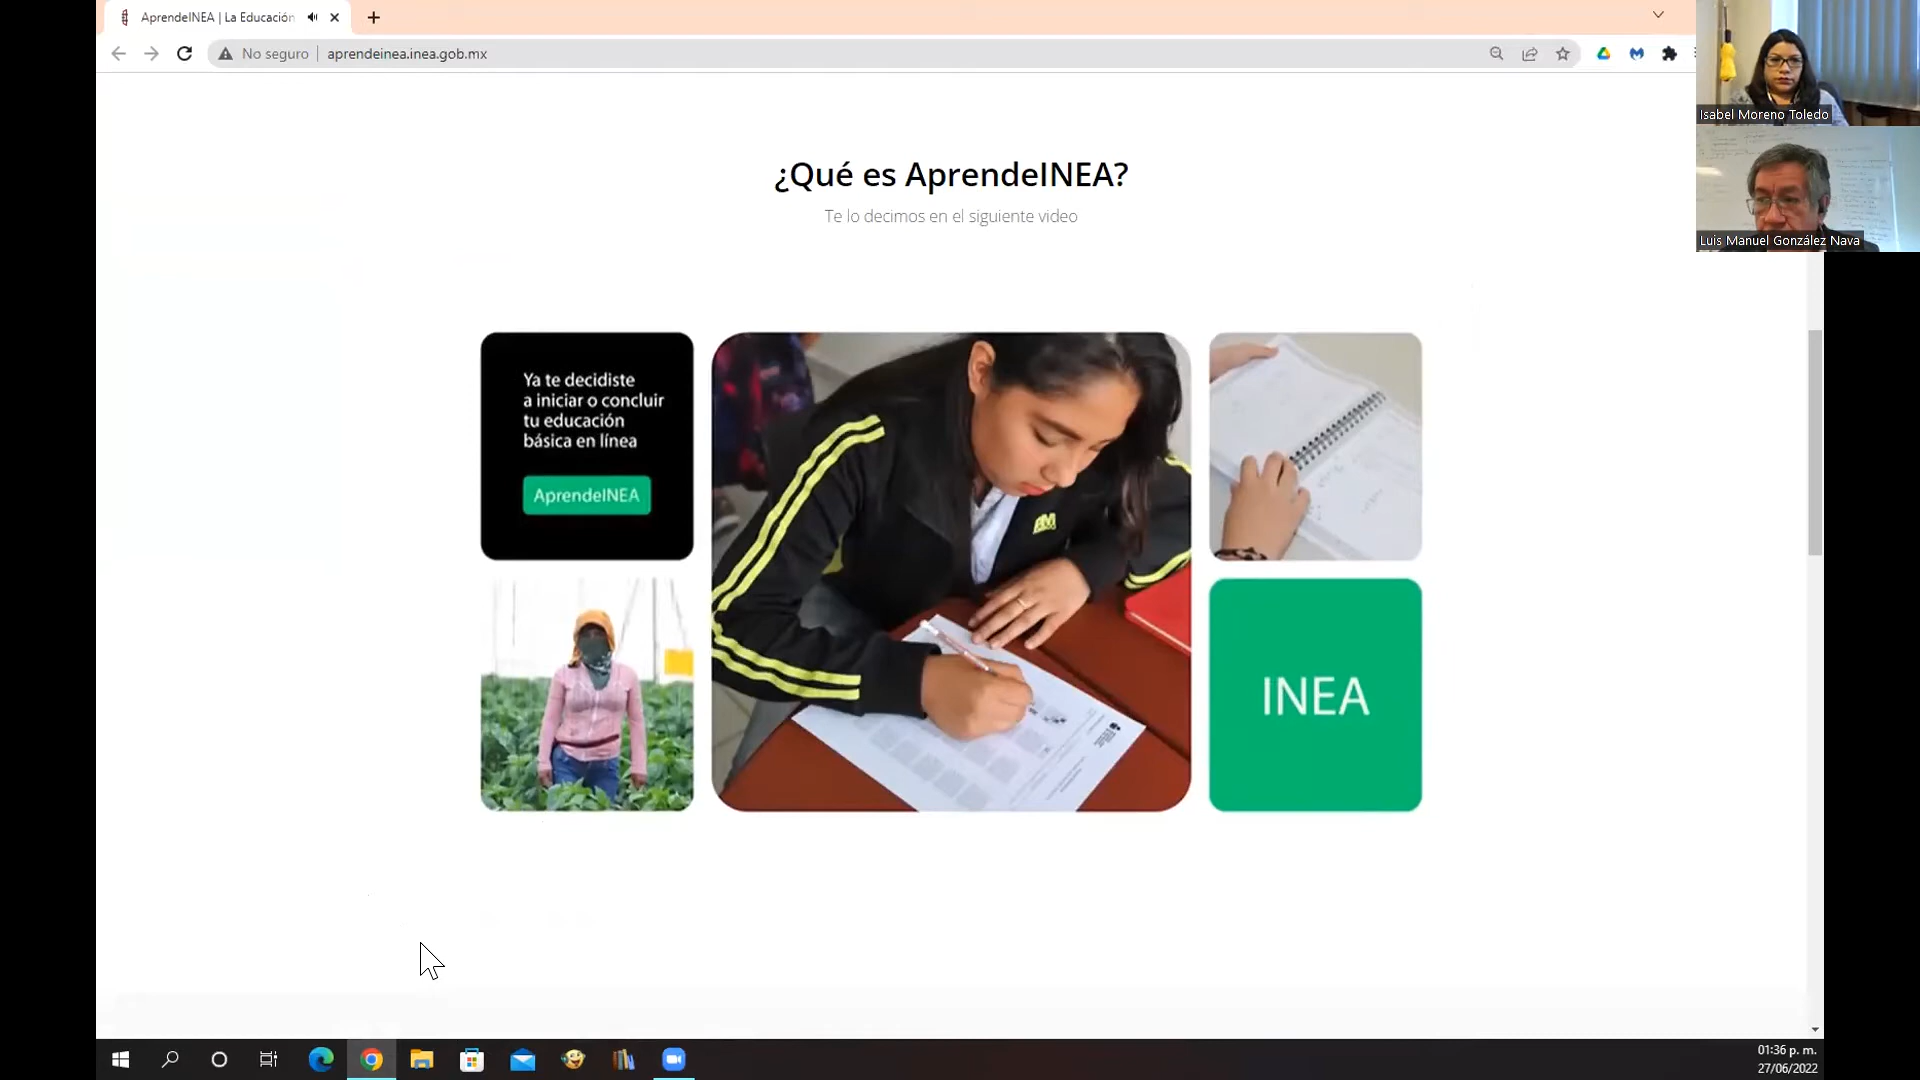 AprendeINEA | La Educación
No seguro
aprendeinea.inea.gob.mx
Isabel Moreno Toledo
Luis Manuel González Nava
¿Qué es AprendeINEA?
Te lo decimos en el siguiente video
Ya te decidiste
a iniciar o concluir
tu educación
básica en línea
AprendeINEA
INEA
01:36 p. m.
27/06/2022